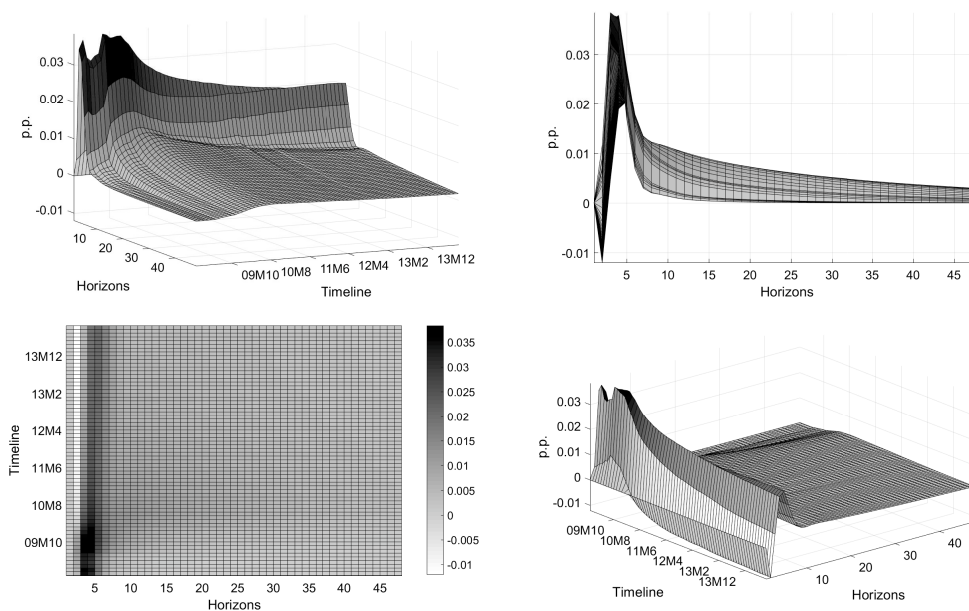 0.03
0.02
0.01
0
-0.01
p.p.
10
20
30
40
Horizons
09M10
10M8
11M6
12M4
13M2
13M12
Timeline
0.03
0.02
0.01
0
-0.01
p.p.
5
10
15
20
25
30
35
40
45
Horizons
13M12
13M2
12M4
11M6
10M8
09M10
Timeline
5
10
15
20
25
30
35
40
45
Horizons
0.035
0.03
0.025
0.02
0.015
0.01
0.005
0
-0.005
-0.01
0.03
0.02
0.01
0
-0.01
p.p.
09M10
10M8
11M6
12M4
13M2
13M12
Timeline
10
20
30
40
Horizons